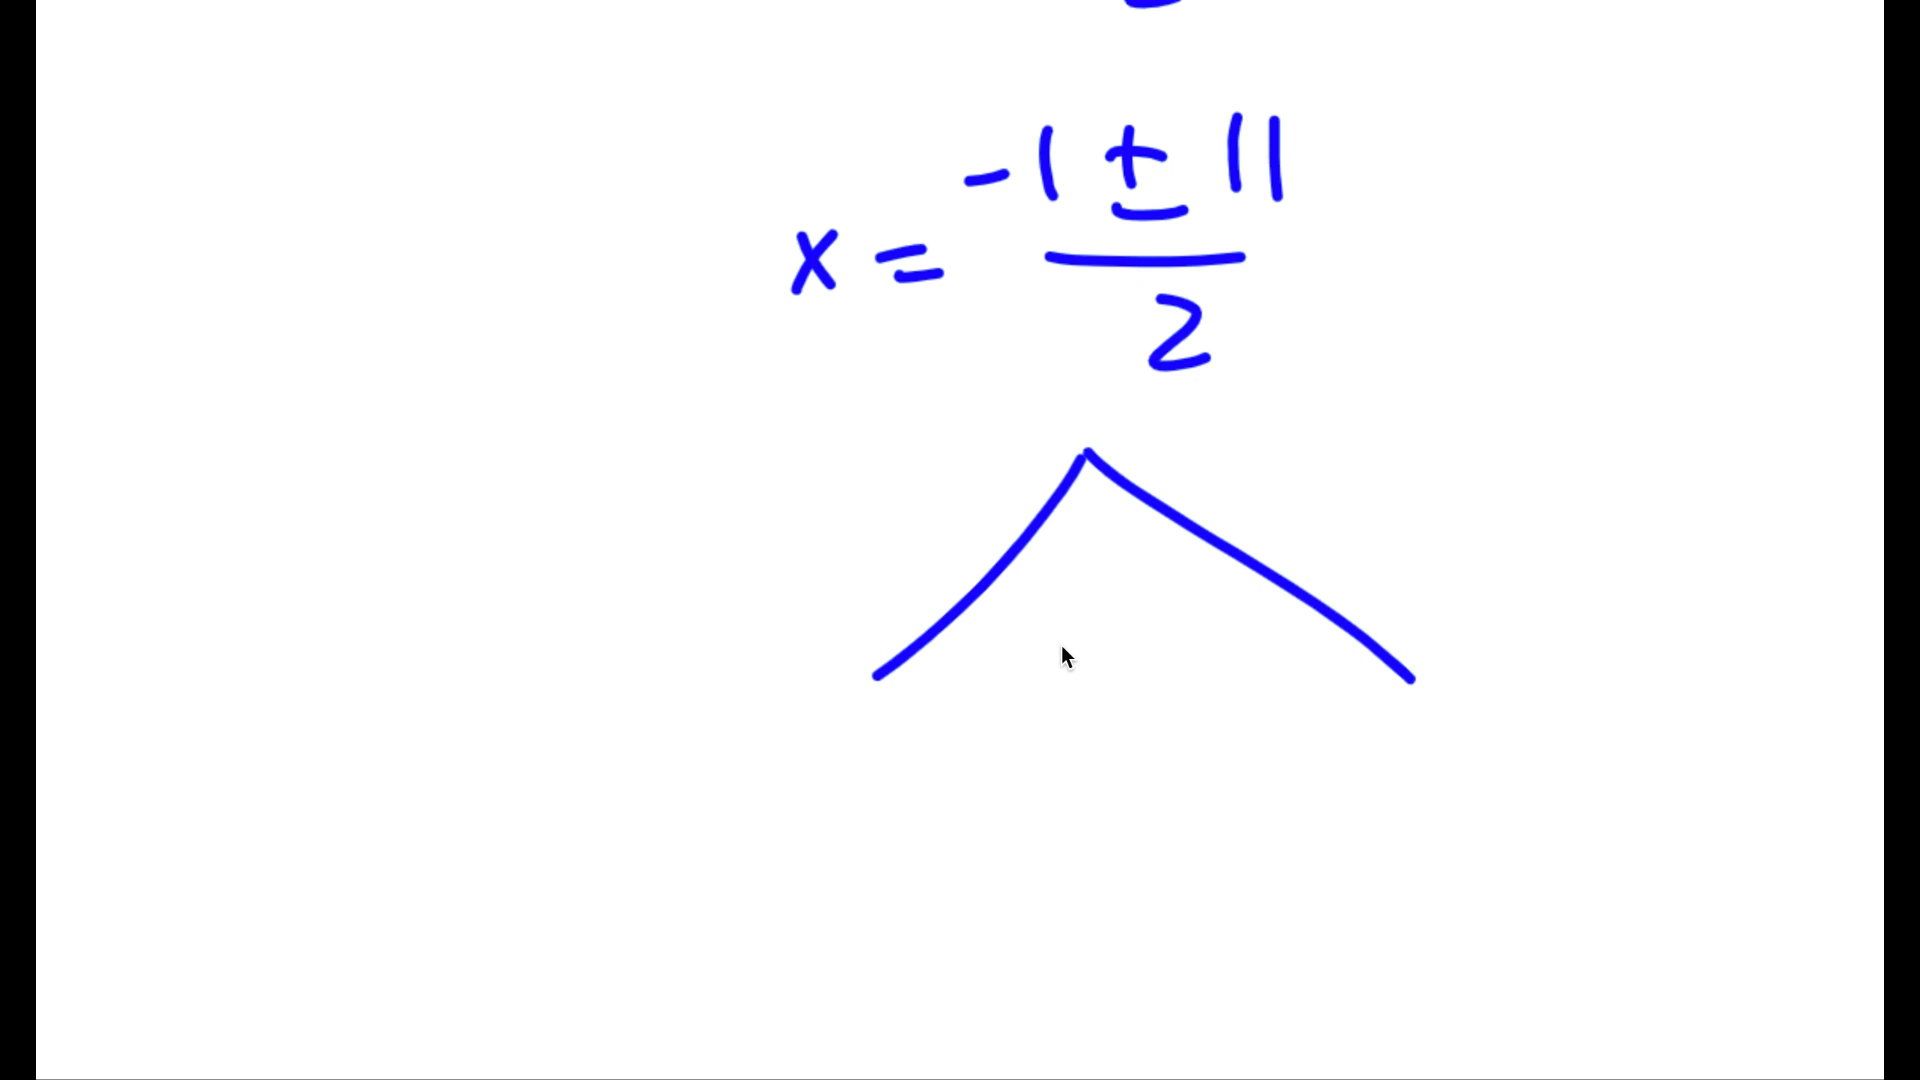 x = -1 ± 11
2